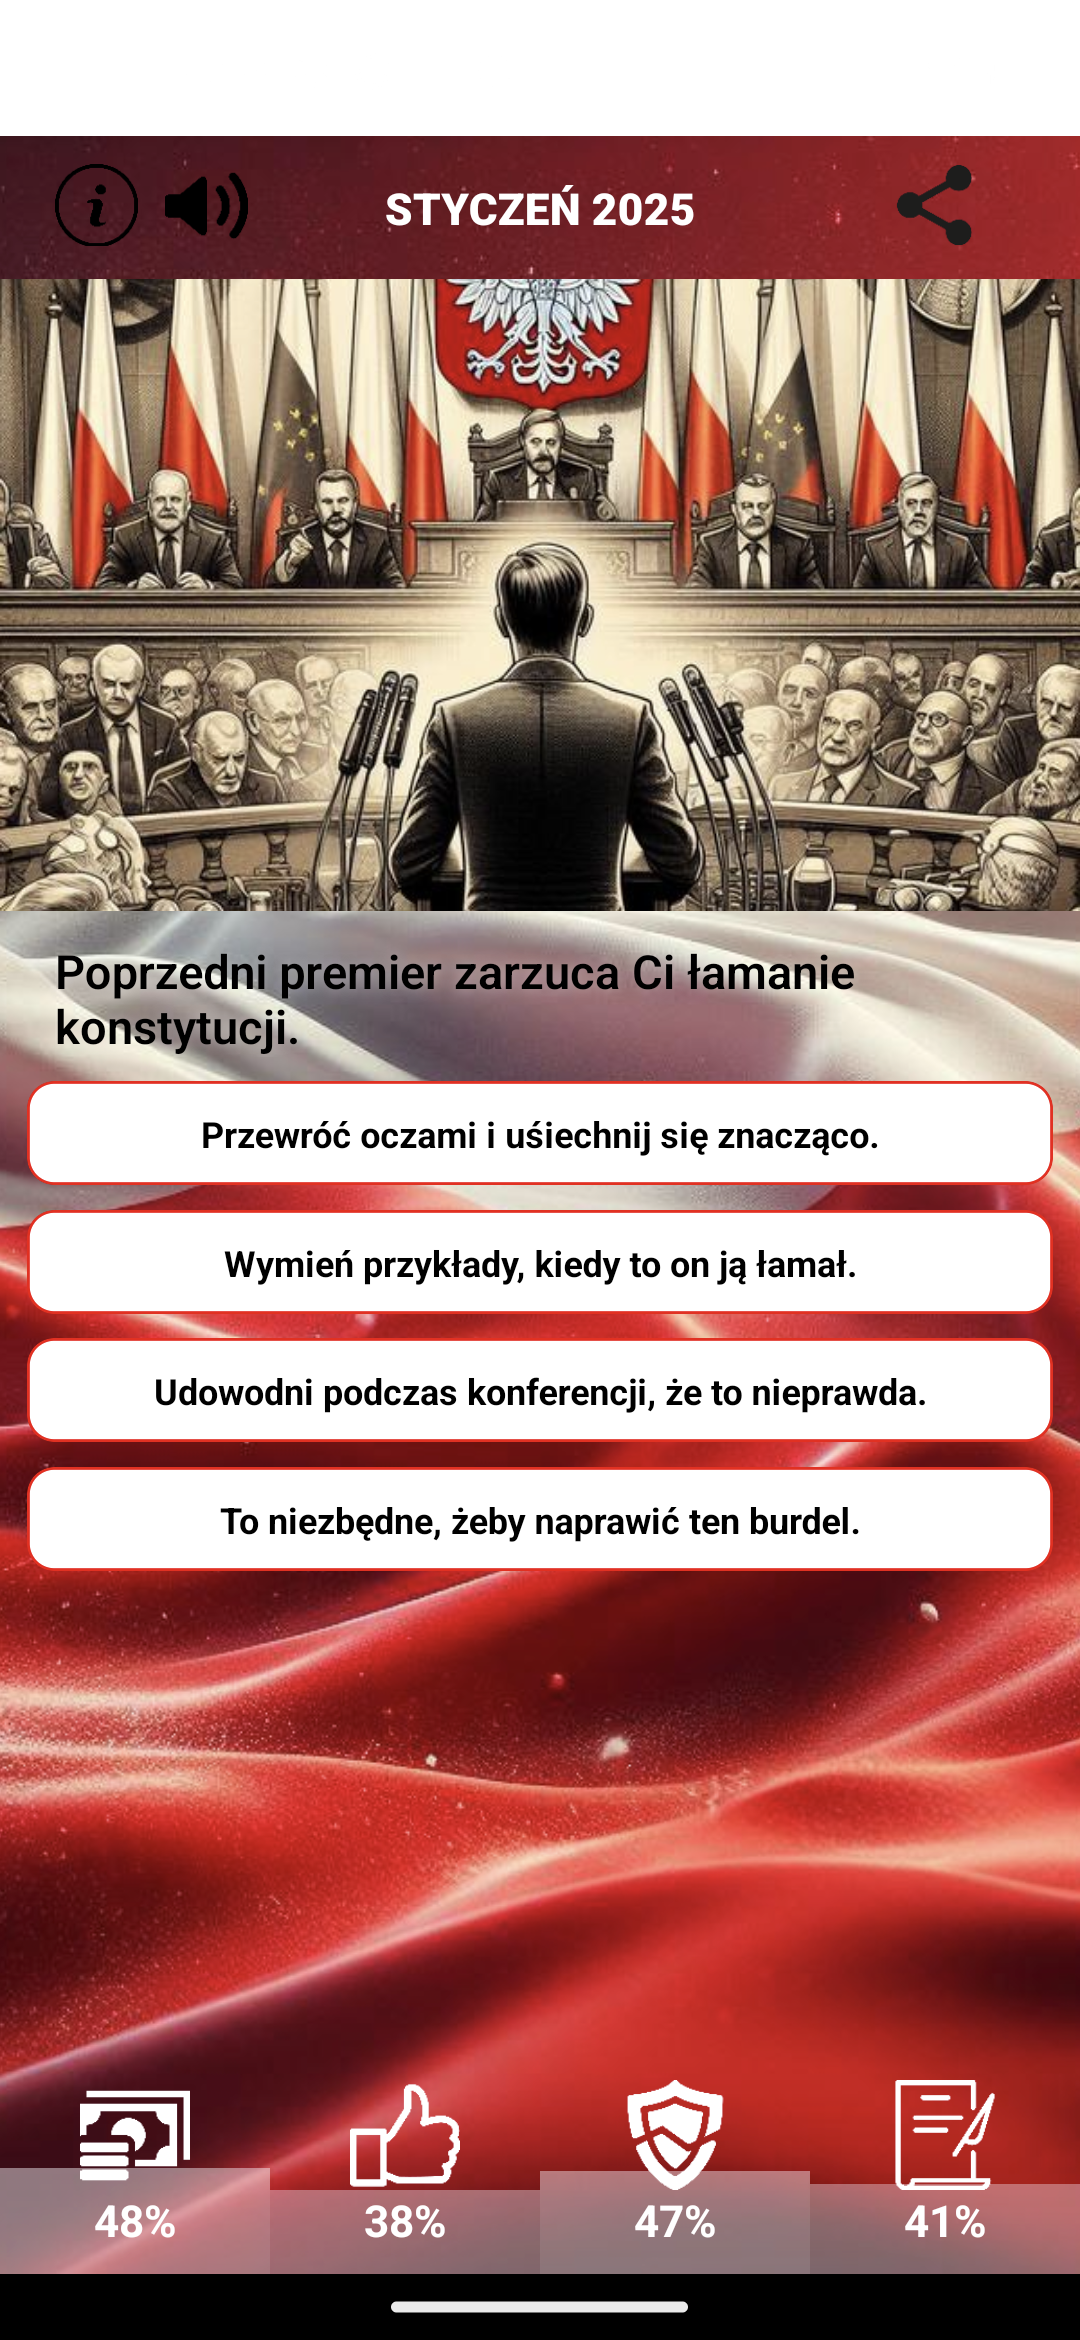 STYCZEŃ 2025
Poprzedni premier zarzuca Ci łamanie
konstytucji.
Przewróć oczami i uśiechnij się znacząco.
Wymień przykłady, kiedy to on ją łamał.
Udowodni podczas konferencji, że to nieprawda.
To niezbędne, żeby naprawić ten burdel.
48% 38% 47% 41%